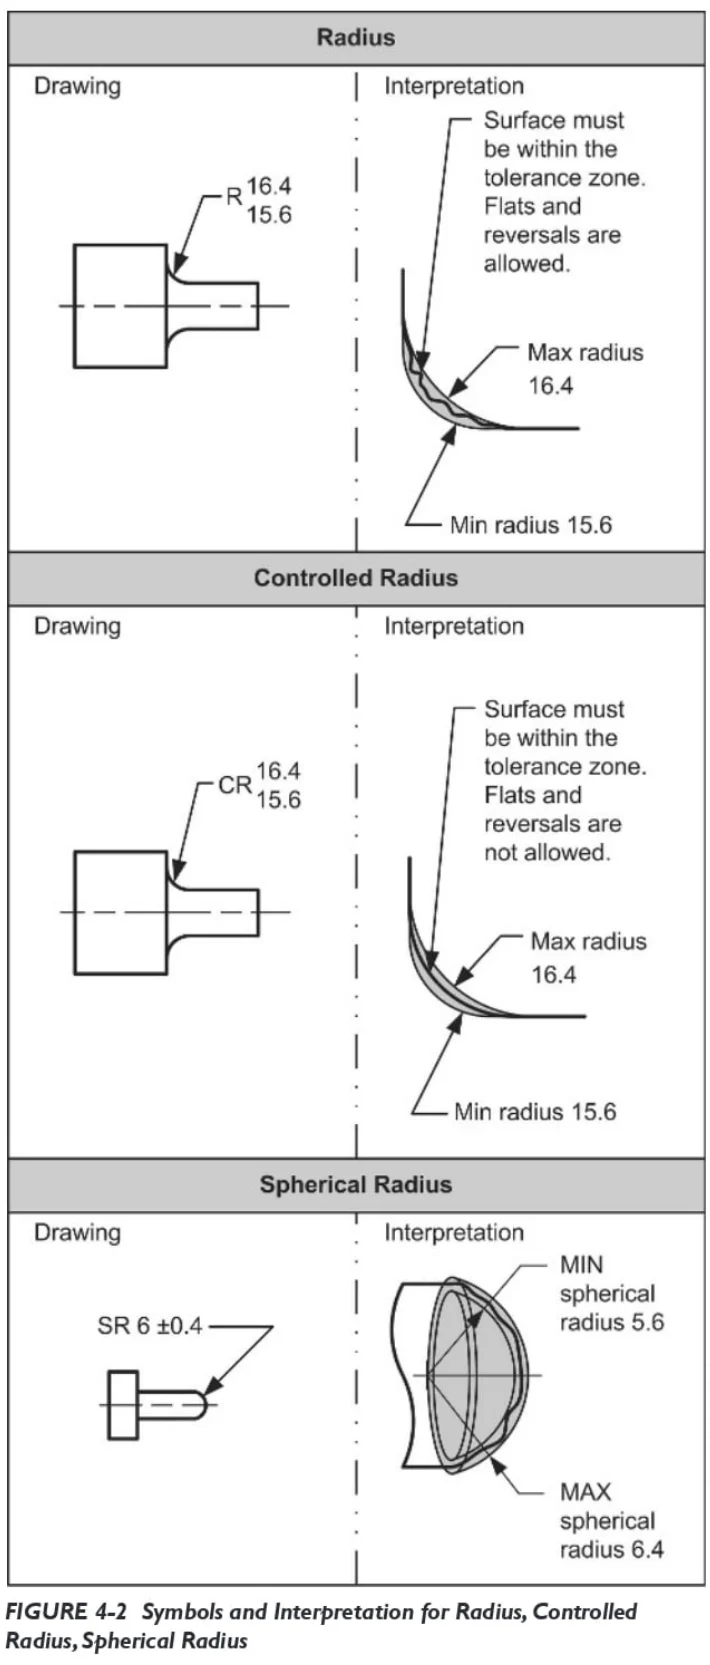 Radius
Drawing
Interpretation
Surface must
be within the
tolerance zone.
Flats and
reversals are
allowed.
R 16.4
15.6
Max radius
16.4
Min radius 15.6
Controlled Radius
Drawing
Interpretation
Surface must
be within the
tolerance zone.
Flats and
reversals are
not allowed.
CR 16.4
15.6
Max radius
16.4
Min radius 15.6
Spherical Radius
Drawing
Interpretation
MIN
spherical
radius 5.6
SR 6 ±0.4
MAX
spherical
radius 6.4
FIGURE 4-2 Symbols and Interpretation for Radius, Controlled
Radius, Spherical Radius